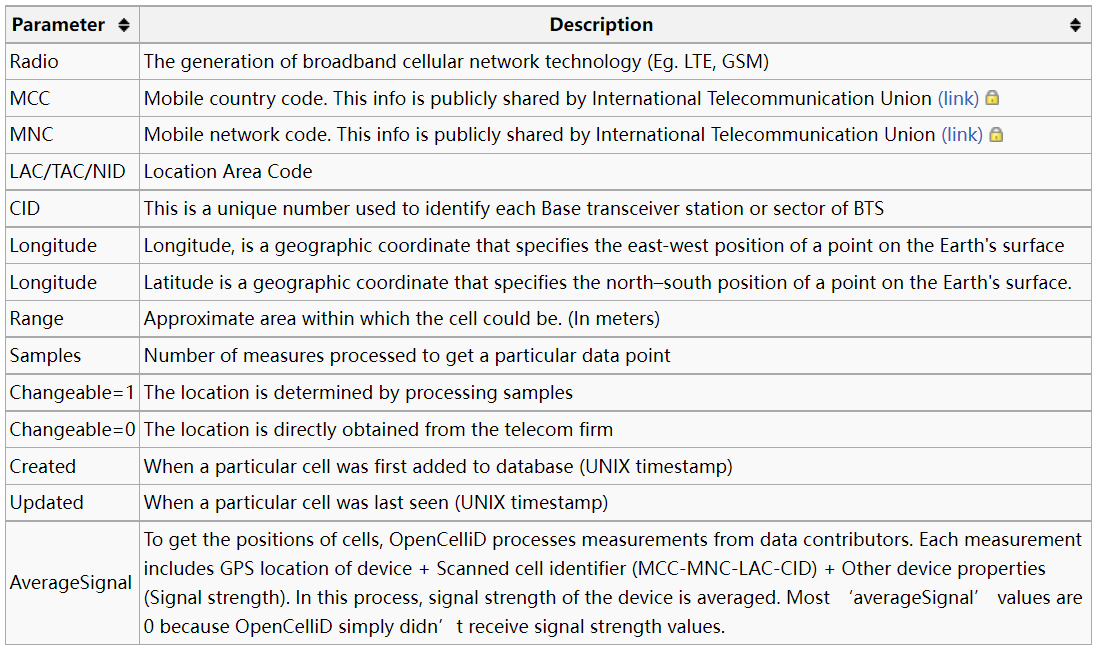 Parameter Description
Radio The generation of broadband cellular network technology (Eg. LTE, GSM)
MCC Mobile country code. This info is publicly shared by International Telecommunication Union (link)
MNC Mobile network code. This info is publicly shared by International Telecommunication Union (link)
LAC/TAC/NID Location Area Code
CID This is a unique number used to identify each Base transceiver station or sector of BTS
Longitude Longitude, is a geographic coordinate that specifies the east-west position of a point on the Earth's surface
Longitude Latitude is a geographic coordinate that specifies the north–south position of a point on the Earth's surface.
Range Approximate area within which the cell could be. (In meters)
Samples Number of measures processed to get a particular data point
Changeable=1 The location is determined by processing samples
Changeable=0 The location is directly obtained from the telecom firm
Created When a particular cell was first added to database (UNIX timestamp)
Updated When a particular cell was last seen (UNIX timestamp)
AverageSignal To get the positions of cells, OpenCelliD processes measurements from data contributors. Each measurement
includes GPS location of device + Scanned cell identifier (MCC-MNC-LAC-CID) + Other device properties
(Signal strength). In this process, signal strength of the device is averaged. Most ‘averageSignal’ values are
0 because OpenCelliD simply didn’t receive signal strength values.